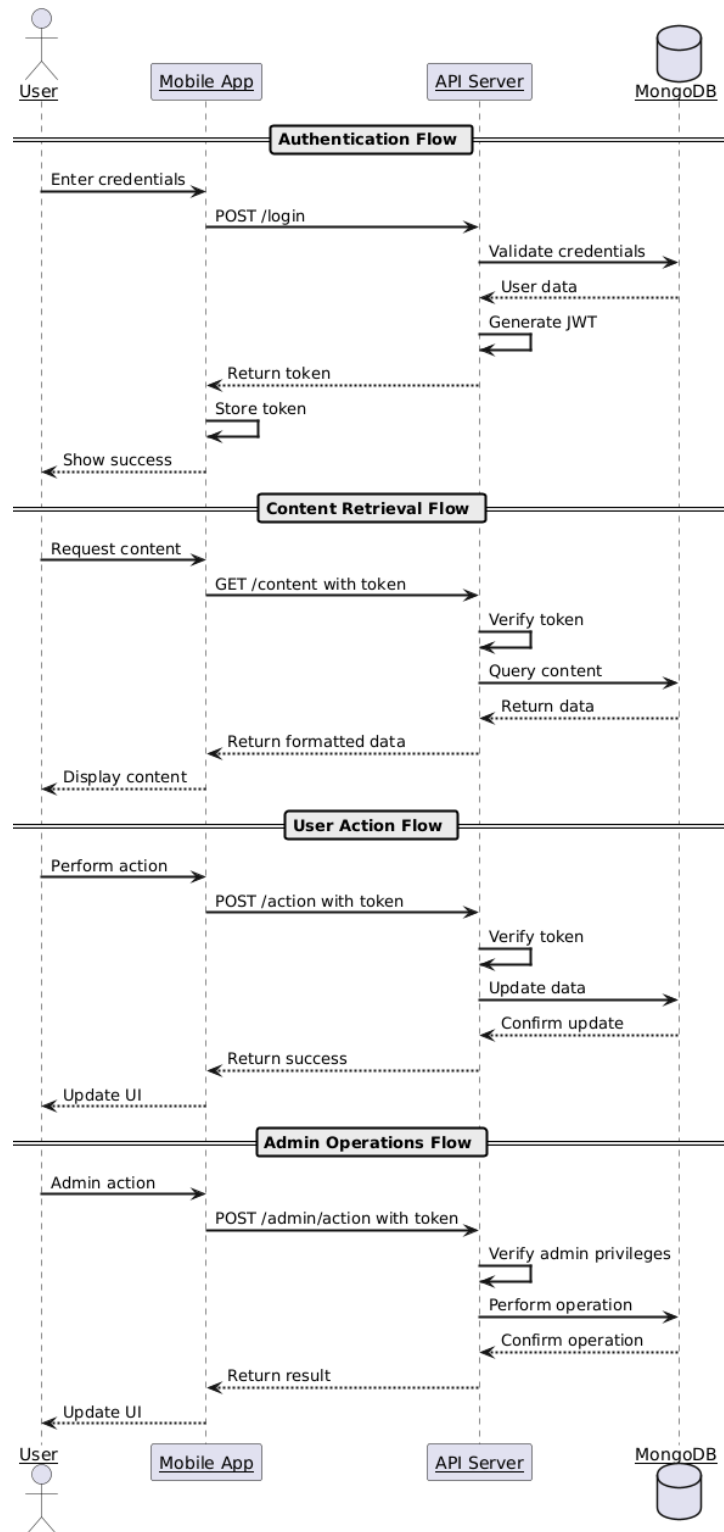 User
Mobile App
API Server
MongoDB
Authentication Flow
Enter credentials
POST /login
Validate credentials
User data
Generate JWT
Return token
Store token
Show success
Content Retrieval Flow
Request content
GET /content with token
Verify token
Query content
Return data
Return formatted data
Display content
User Action Flow
Perform action
POST /action with token
Verify token
Update data
Confirm update
Return success
Update UI
Admin Operations Flow
Admin action
POST /admin/action with token
Verify admin privileges
Perform operation
Confirm operation
Return result
Update UI
User
Mobile App
API Server
MongoDB